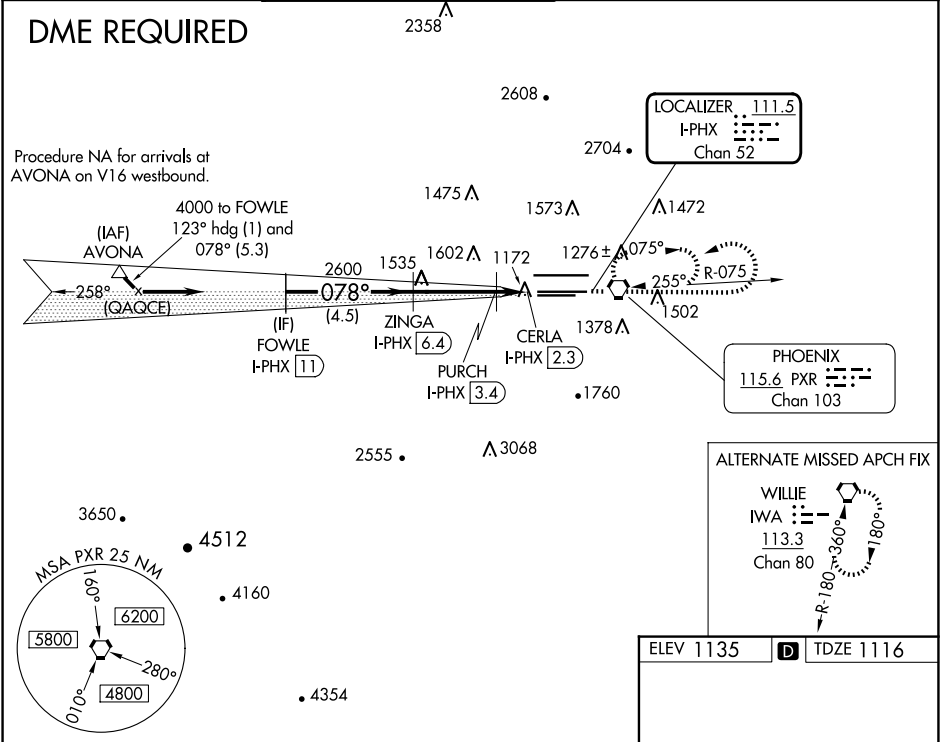 DME REQUIRED
2358
2608
LOCALIZER 111.5
I-PHX
Chan 52
2704
Procedure NA for arrivals at
AVONA on V16 westbound.
4000 to FOWLE
123° hdg (1) and
078° (5.3)
1475
1573
1472
(IAF)
AVONA
1602
1172
1276±
075°
1535
2600
258°
078°
255°
R-075
(QAQCE)
(4.5)
1502
(IF)
FOWLE
I-PHX 11
ZINGA
I-PHX 6.4
CERLA
I-PHX 2.3
1378
PURCH
I-PHX 3.4
PHOENIX
115.6 PXR
Chan 103
1760
2555
3068
ALTERNATE MISSED APCH FIX
WILLIE
IWA
113.3
Chan 80
360°
180°
R-180
3650
4512
4160
4354
MSA PXR 25 NM
160°
6200
5800
280°
010°
4800
ELEV 1135 D TDZE 1116